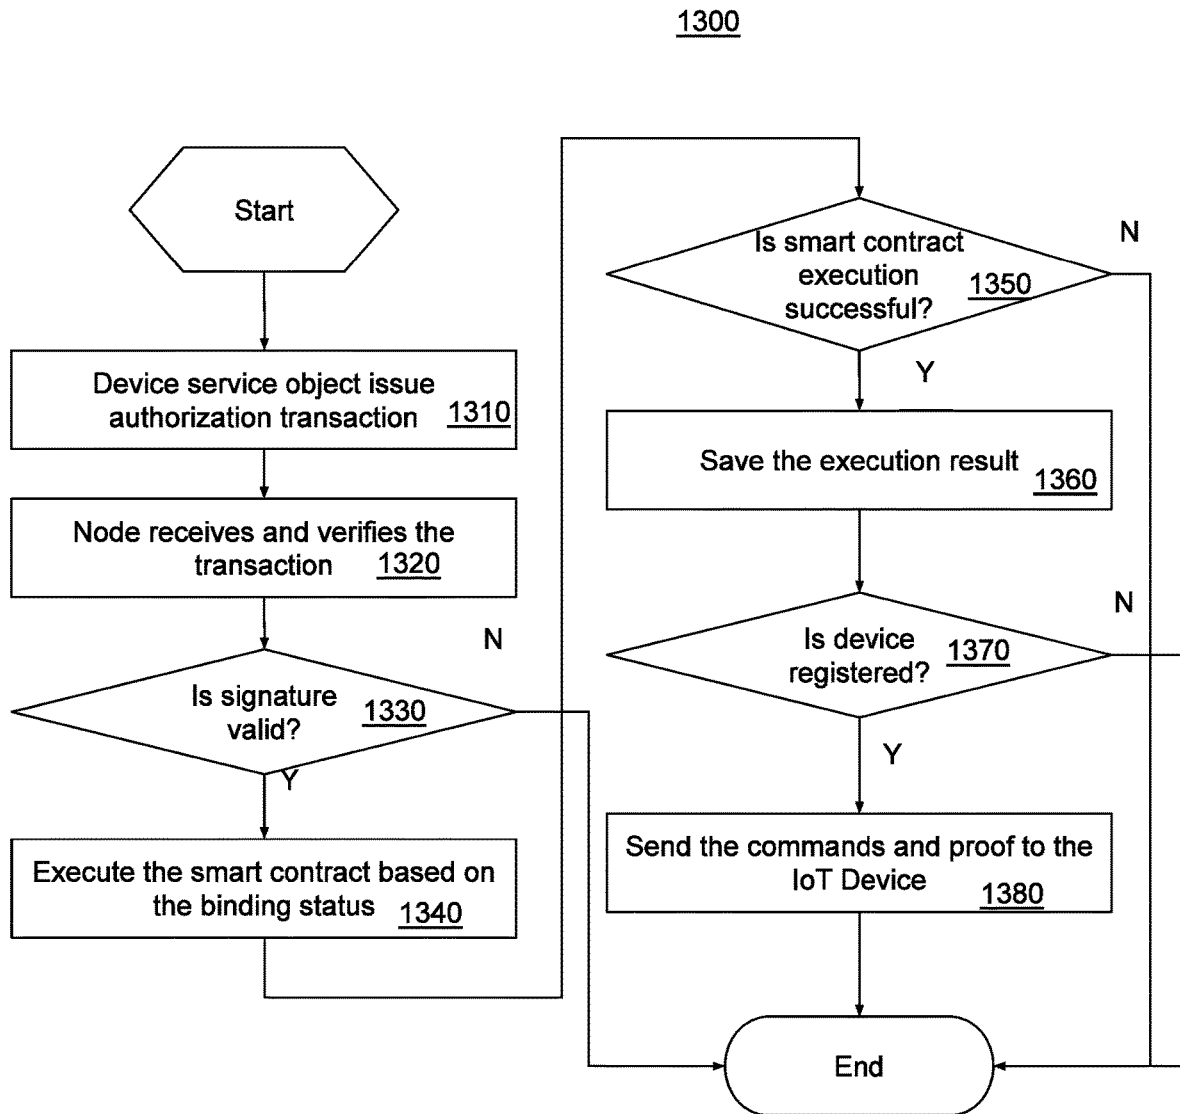 1300
Start
Device service object issue
authorization transaction 1310
Node receives and verifies the
transaction 1320
N
Is signature
valid? 1330
Y
Execute the smart contract based on
the binding status 1340
N
Is smart contract
execution 1350
successful?
Y
Save the execution result
1360
N
Is device 1370
registered?
Y
Send the commands and proof to the
IoT Device 1380
End